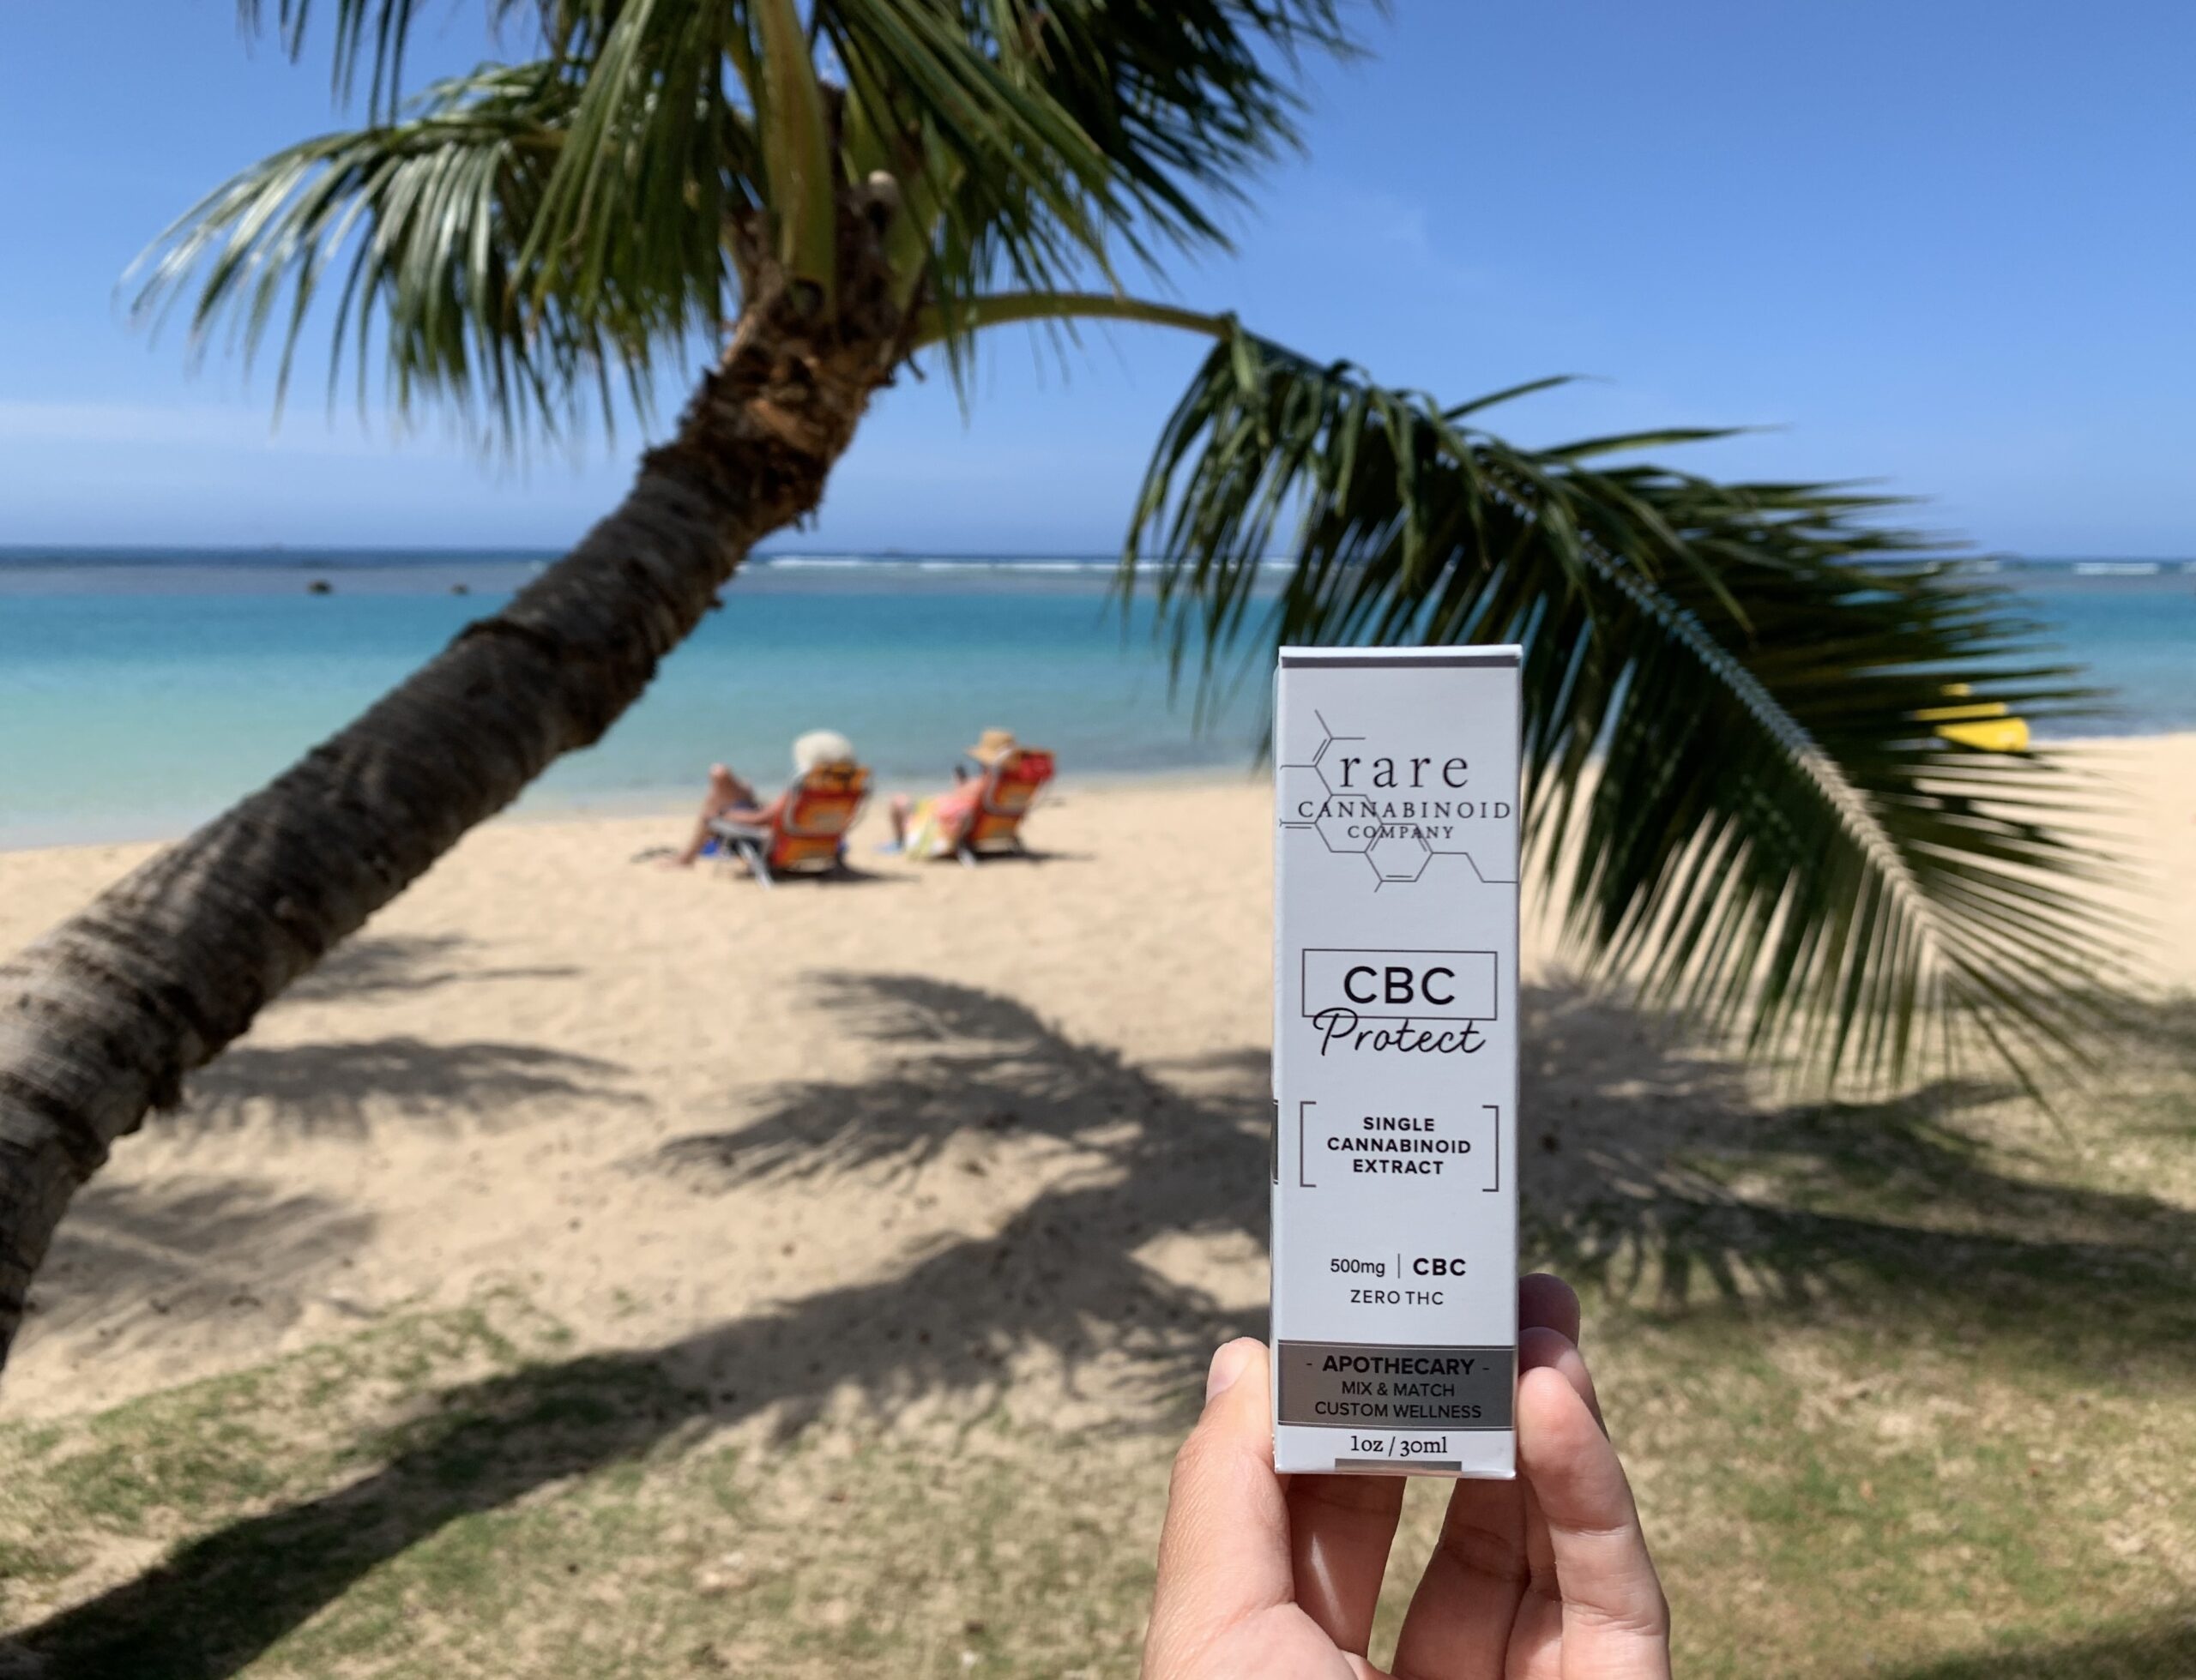 rare
CANNABINOID
COMPANY
CBC
Protect
SINGLE
CANNABINOID
EXTRACT
500mg | CBC
ZERO THC
- APOTHECARY -
MIX & MATCH
CUSTOM WELLNESS
1oz / 30ml